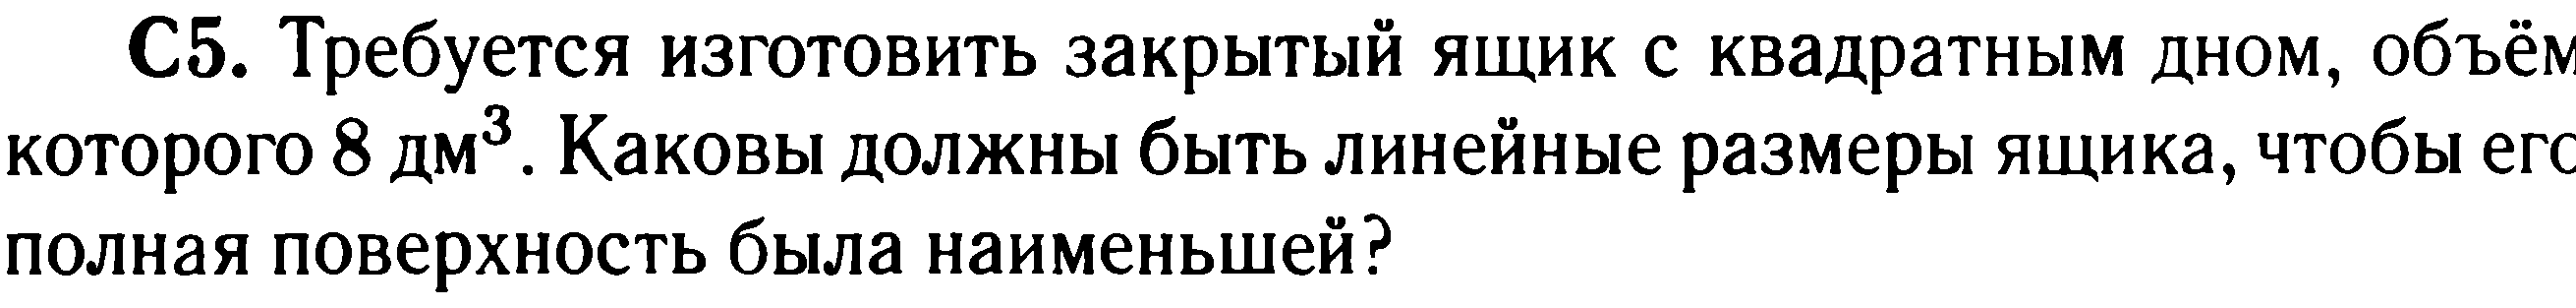 С5. Требуется изготовить закрытый ящик с квадратным дном, объём
которого 8 дм³. Каковы должны быть линейные размеры ящика, чтобы его
полная поверхность была наименьшей?